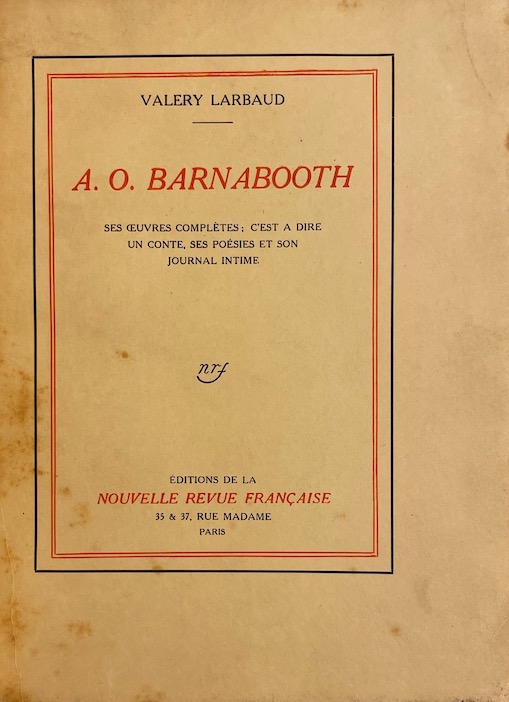 VALERY LARBAUD
A. O. BARNABOOTH
SES ŒUVRES COMPLÈTES; C'EST A DIRE
UN CONTE, SES POÉSIES ET SON
JOURNAL INTIME
nrf
ÉDITIONS DE LA
NOUVELLE REVUE FRANÇAISE
35 & 37, RUE MADAME
PARIS